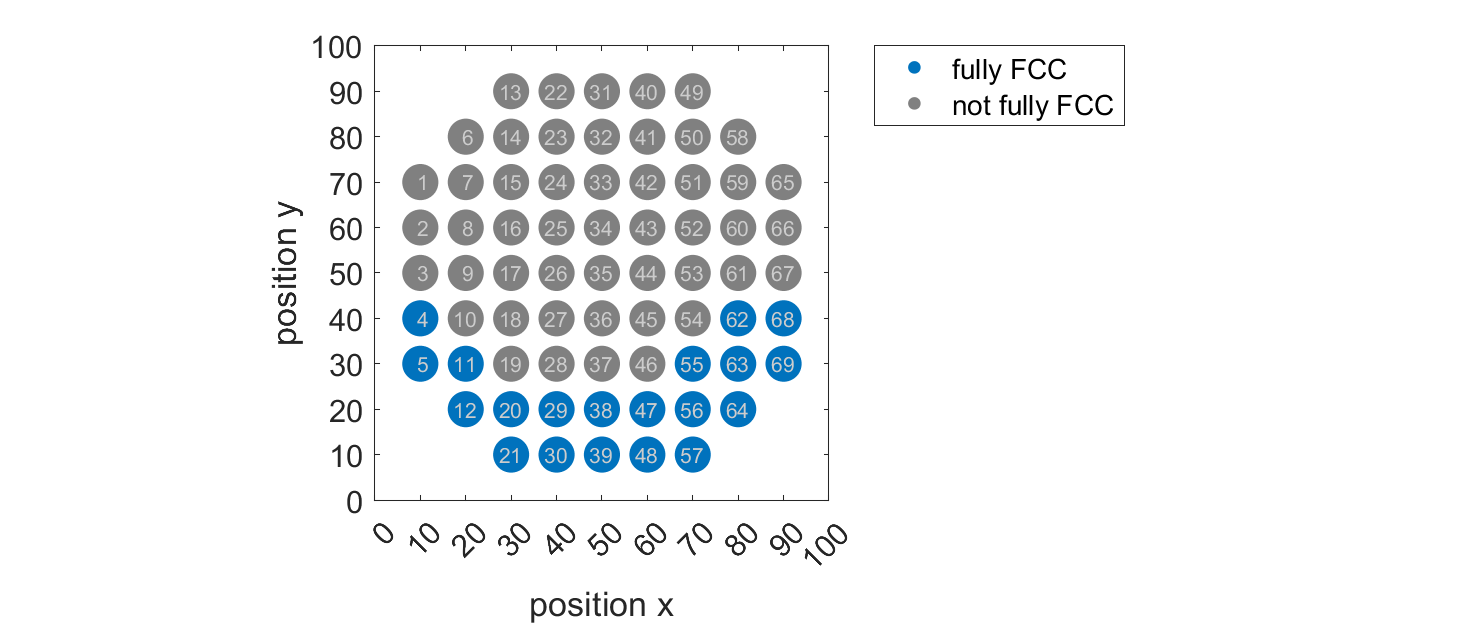 100
fully FCC
90
13 22 31 40 49
not fully FCC
80
6 14 23 32 41 50 58
70
1 7 15 24 33 42 51 59 65
60
2 8 16 25 34 43 52 60 66
50
3 9 17 26 35 44 53 61 67
40
4 10 18 27 36 45 54 62 68
30
5 11 19 28 37 46 55 63 69
20
12 20 29 38 47 56 64
10
21 30 39 48 57
0
position y
0 10 20 30 40 50 60 70 80 90 100
position x